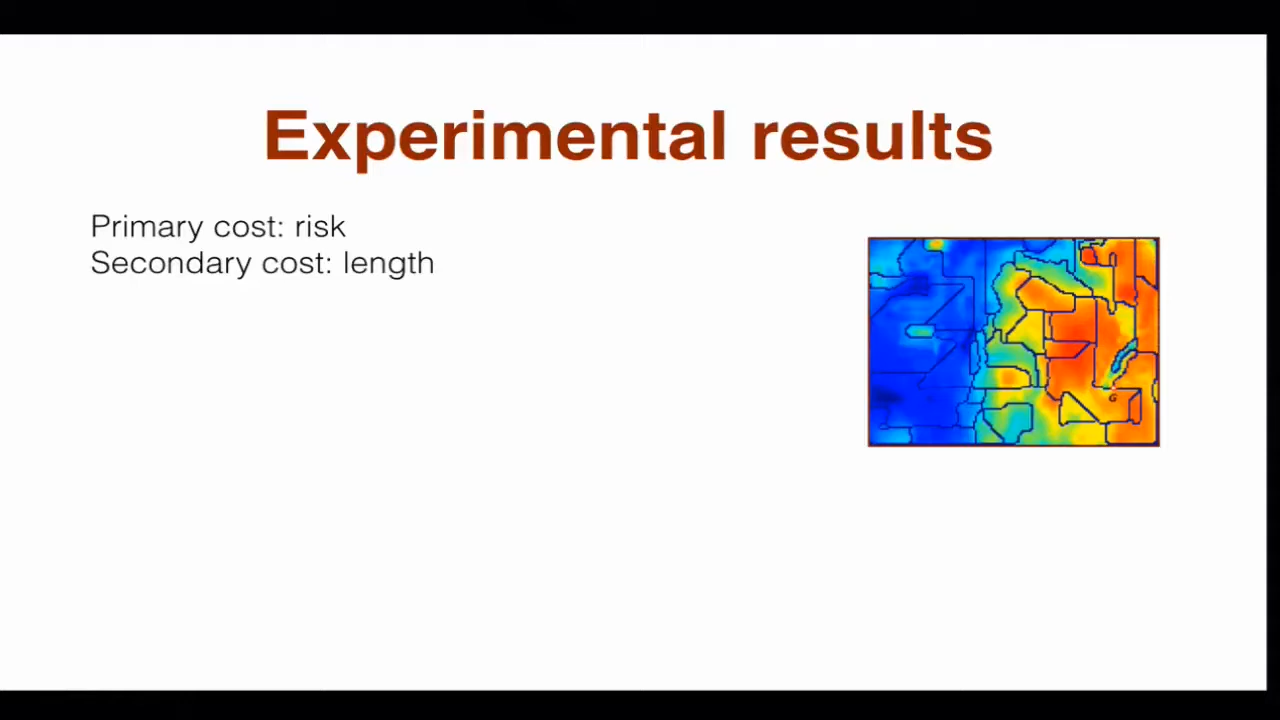 Experimental results
Primary cost: risk
Secondary cost: length
G